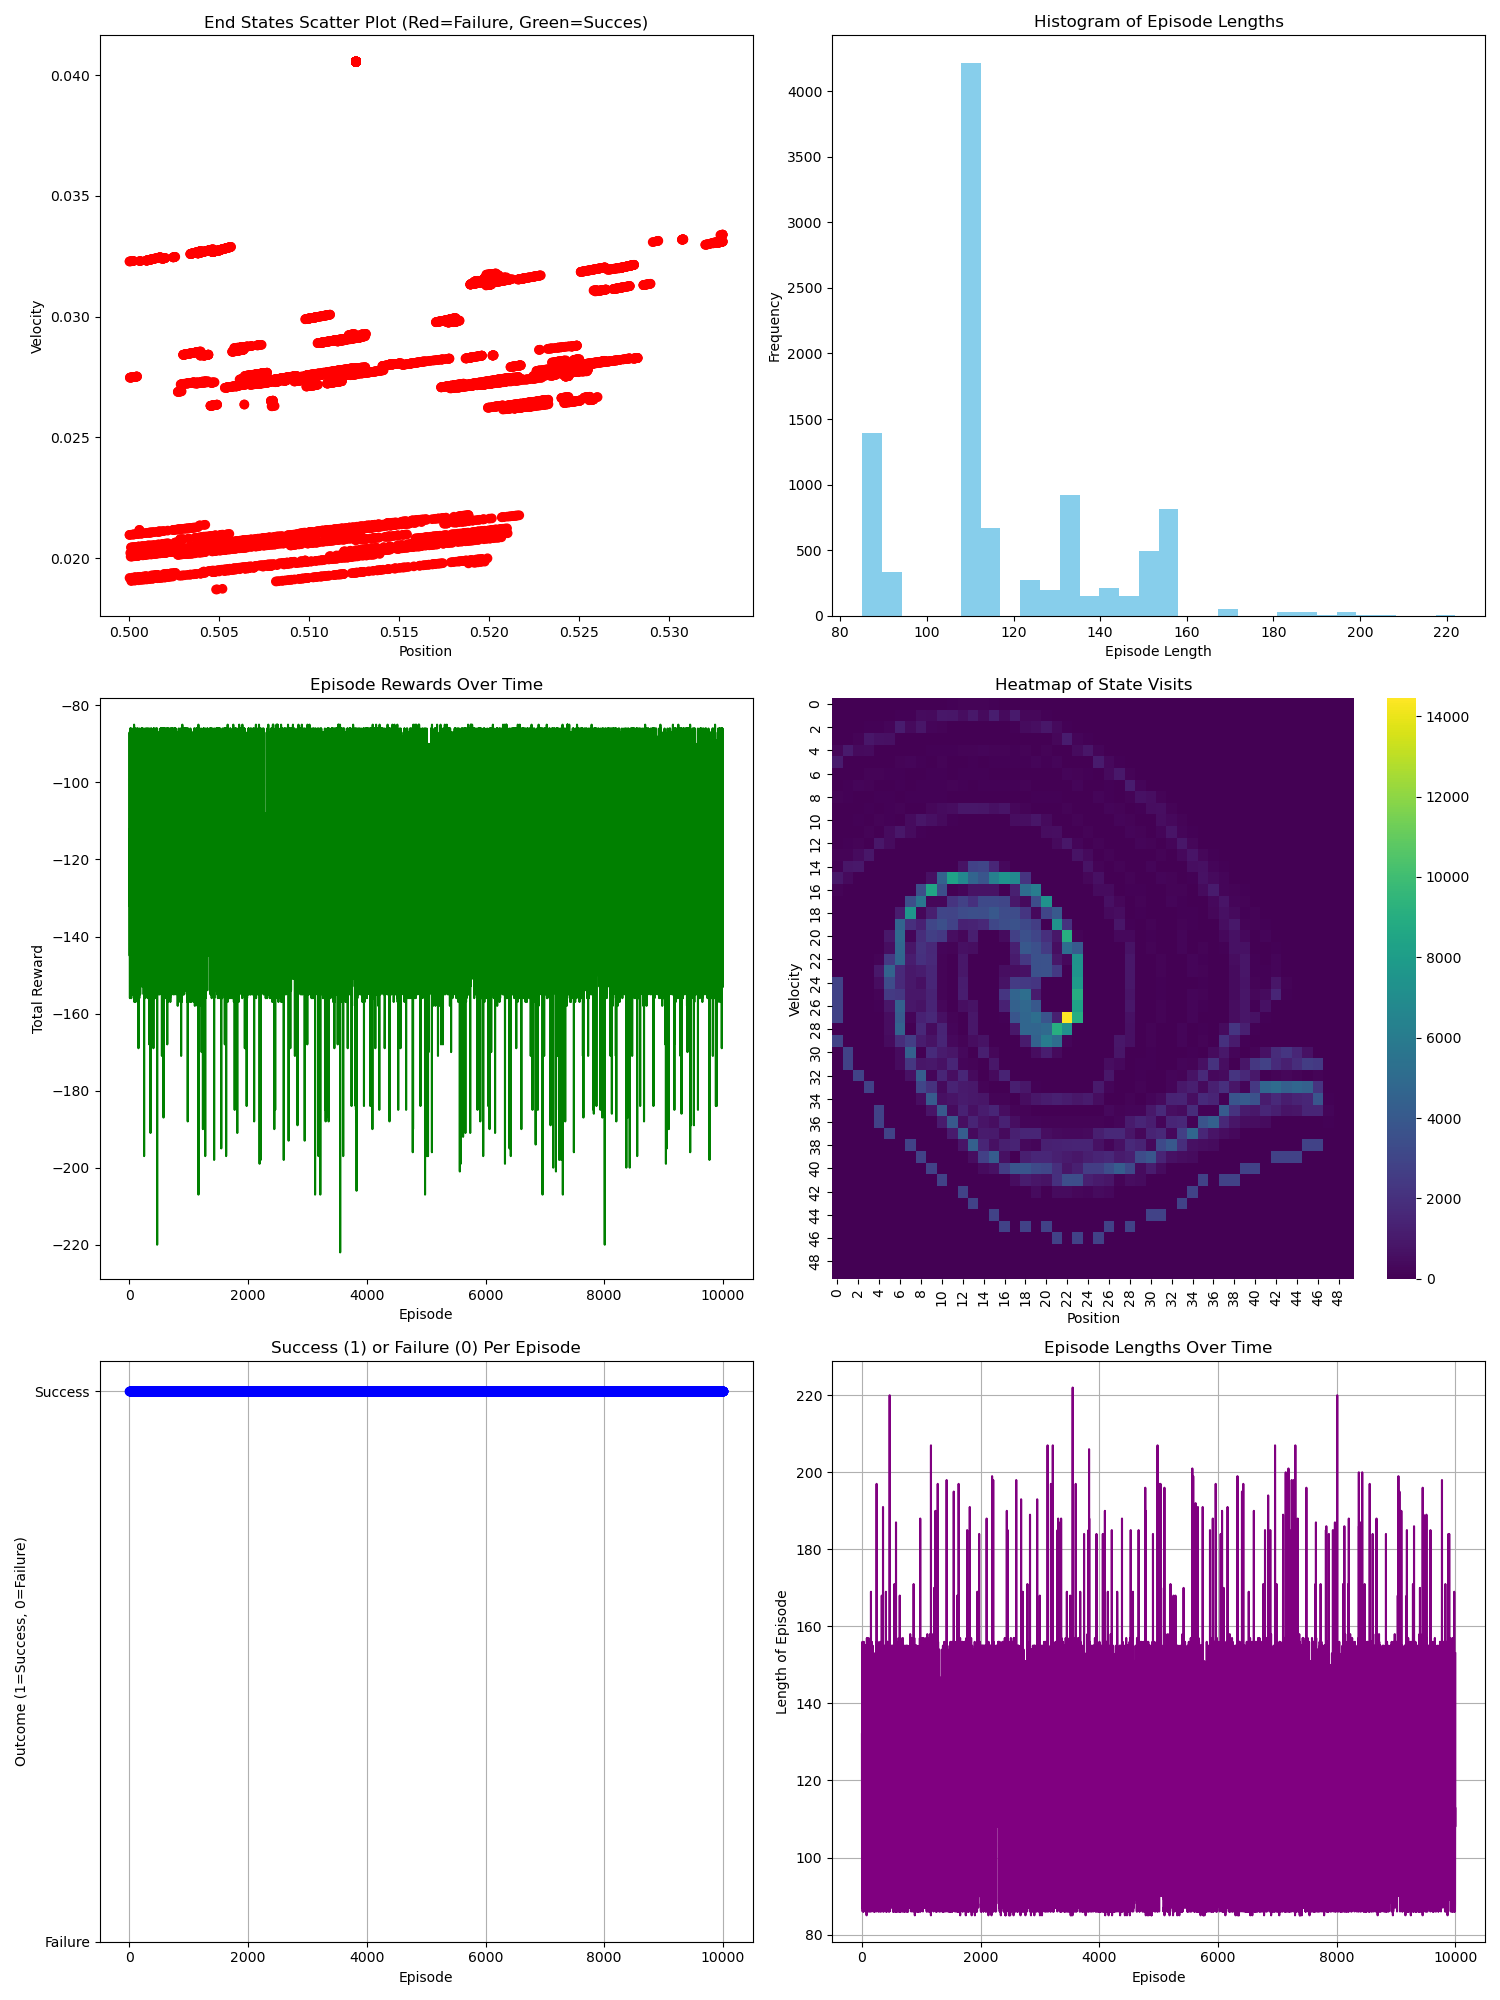 End States Scatter Plot (Red=Failure, Green=Succes)
0.040
0.035
0.030
0.025
0.020
Velocity
0.500 0.505 0.510 0.515 0.520 0.525 0.530
Position
Histogram of Episode Lengths
4000
3500
3000
2500
2000
1500
1000
500
0
Frequency
80 100 120 140 160 180 200 220
Episode Length
Episode Rewards Over Time
−80
−100
−120
−140
−160
−180
−200
−220
Total Reward
0 2000 4000 6000 8000 10000
Episode
Heatmap of State Visits
0
2
4
6
8
10
12
14
16
18
20
22
24
26
28
30
32
34
36
38
40
42
44
46
48
Velocity
0 2 4 6 8 10 12 14 16 18 20 22 24 26 28 30 32 34 36 38 40 42 44 46 48
Position
14000
12000
10000
8000
6000
4000
2000
0
Success (1) or Failure (0) Per Episode
Success
Failure
Outcome (1=Success, 0=Failure)
0 2000 4000 6000 8000 10000
Episode
Episode Lengths Over Time
220
200
180
160
140
120
100
80
Length of Episode
0 2000 4000 6000 8000 10000
Episode